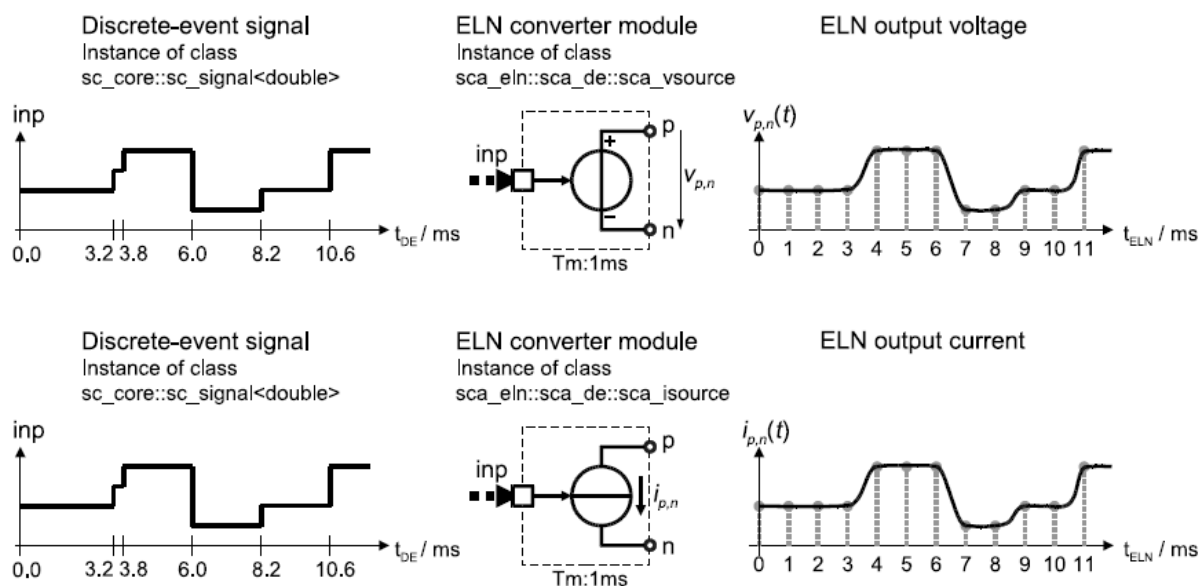 Discrete-event signal
Instance of class
sc_core::sc_signal<double>
ELN converter module
Instance of class
sca_eln::sca_de::sca_vsource
ELN output voltage
inp
0.0
3.2
3.8
6.0
8.2
10.6
t_DE / ms
inp
p
+
−
v_p,n
n
Tm:1ms
v_p,n(t)
0
1
2
3
4
5
6
7
8
9
10
11
t_ELN / ms
Discrete-event signal
Instance of class
sc_core::sc_signal<double>
ELN converter module
Instance of class
sca_eln::sca_de::sca_isource
ELN output current
inp
0.0
3.2
3.8
6.0
8.2
10.6
t_DE / ms
inp
p
i_p,n
n
Tm:1ms
i_p,n(t)
0
1
2
3
4
5
6
7
8
9
10
11
t_ELN / ms